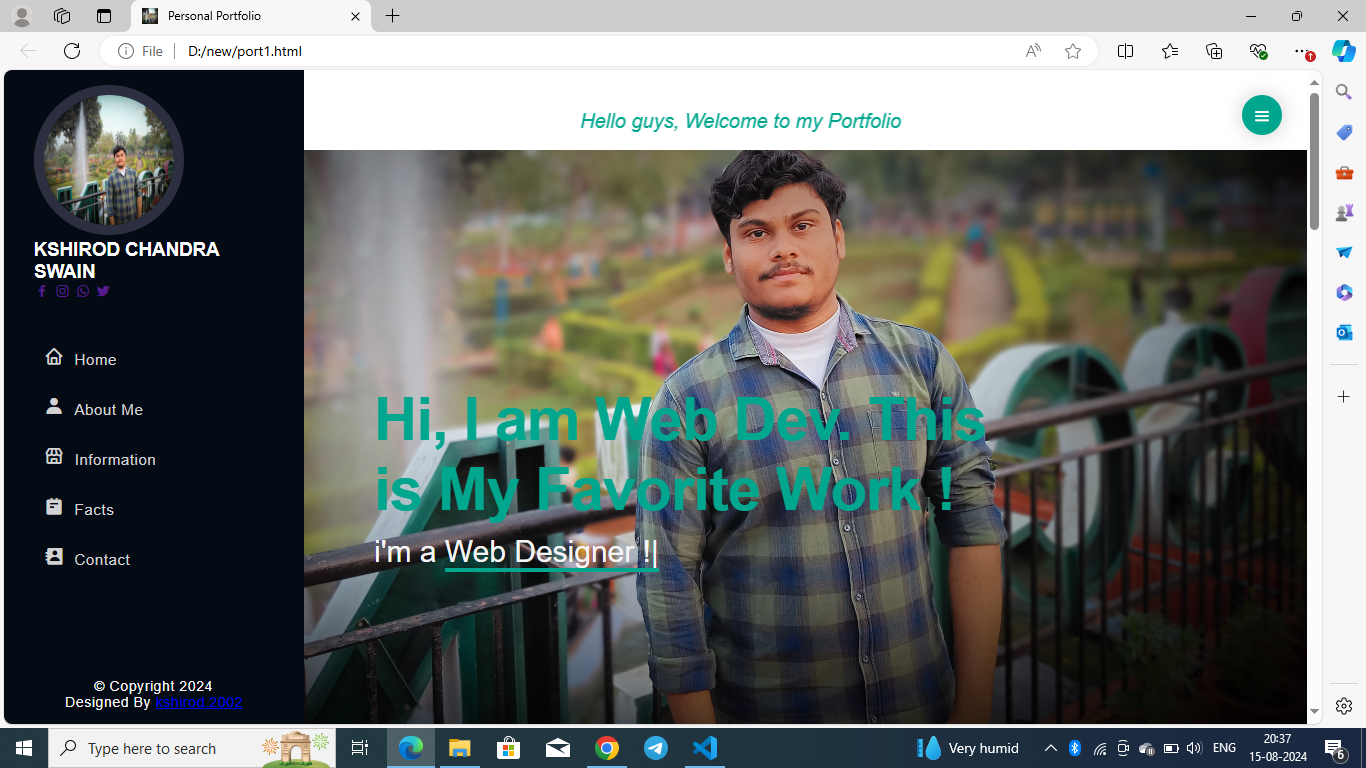 Personal Portfolio
File
D:/new/port1.html
Hello guys, Welcome to my Portfolio
KSHIROD CHANDRA
SWAIN
Home
About Me
Information
Facts
Contact
Hi, I am Web Dev. This
is My Favorite Work !
i'm a Web Designer !|
© Copyright 2024
Designed By kshirod.2002
Type here to search
Very humid
ENG
20:37
15-08-2024
6